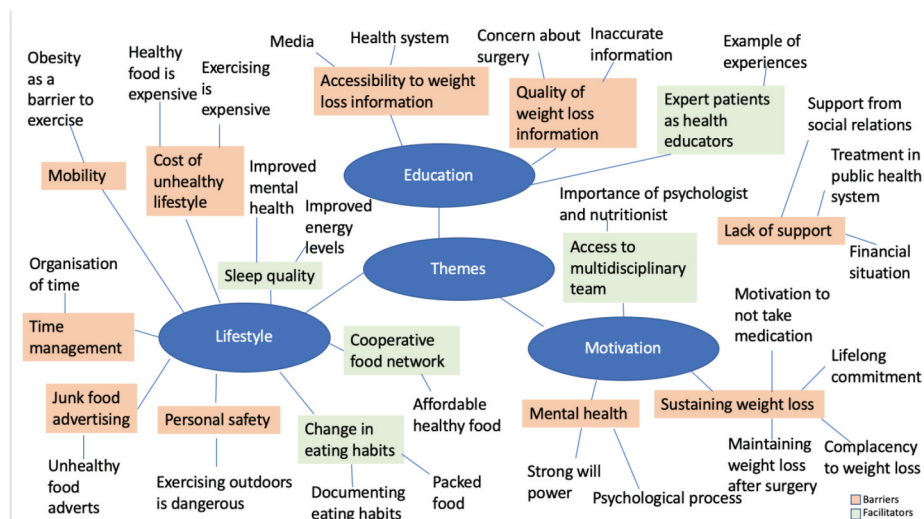 Obesity
as a
barrier to
exercise
Healthy
food is
expensive
Exercising
is
expensive
Media
Health system
Accessibility to weight
loss information
Concern about
surgery
Inaccurate
information
Quality of
weight loss
information
Example of
experiences
Expert patients
as health
educators
Support from
social relations
Treatment in
public health
system
Lack of support
Financial
situation
Mobility
Cost of
unhealthy
lifestyle
Improved
mental
health
Improved
energy
levels
Sleep quality
Education
Themes
Importance of psychologist
and nutritionist
Access to
multidisciplinary
team
Organisation
of time
Time
management
Lifestyle
Cooperative
food network
Affordable
healthy food
Motivation
Motivation to
not take
medication
Lifelong
commitment
Junk food
advertising
Unhealthy
food
adverts
Personal safety
Exercising outdoors
is dangerous
Change in
eating habits
Documenting
eating habits
Packed
food
Mental health
Strong will
power
Psychological process
Sustaining weight loss
Maintaining
weight loss
after surgery
Complacency
to weight loss
Barriers
Facilitators